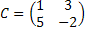 C = (1 3
5 −2)